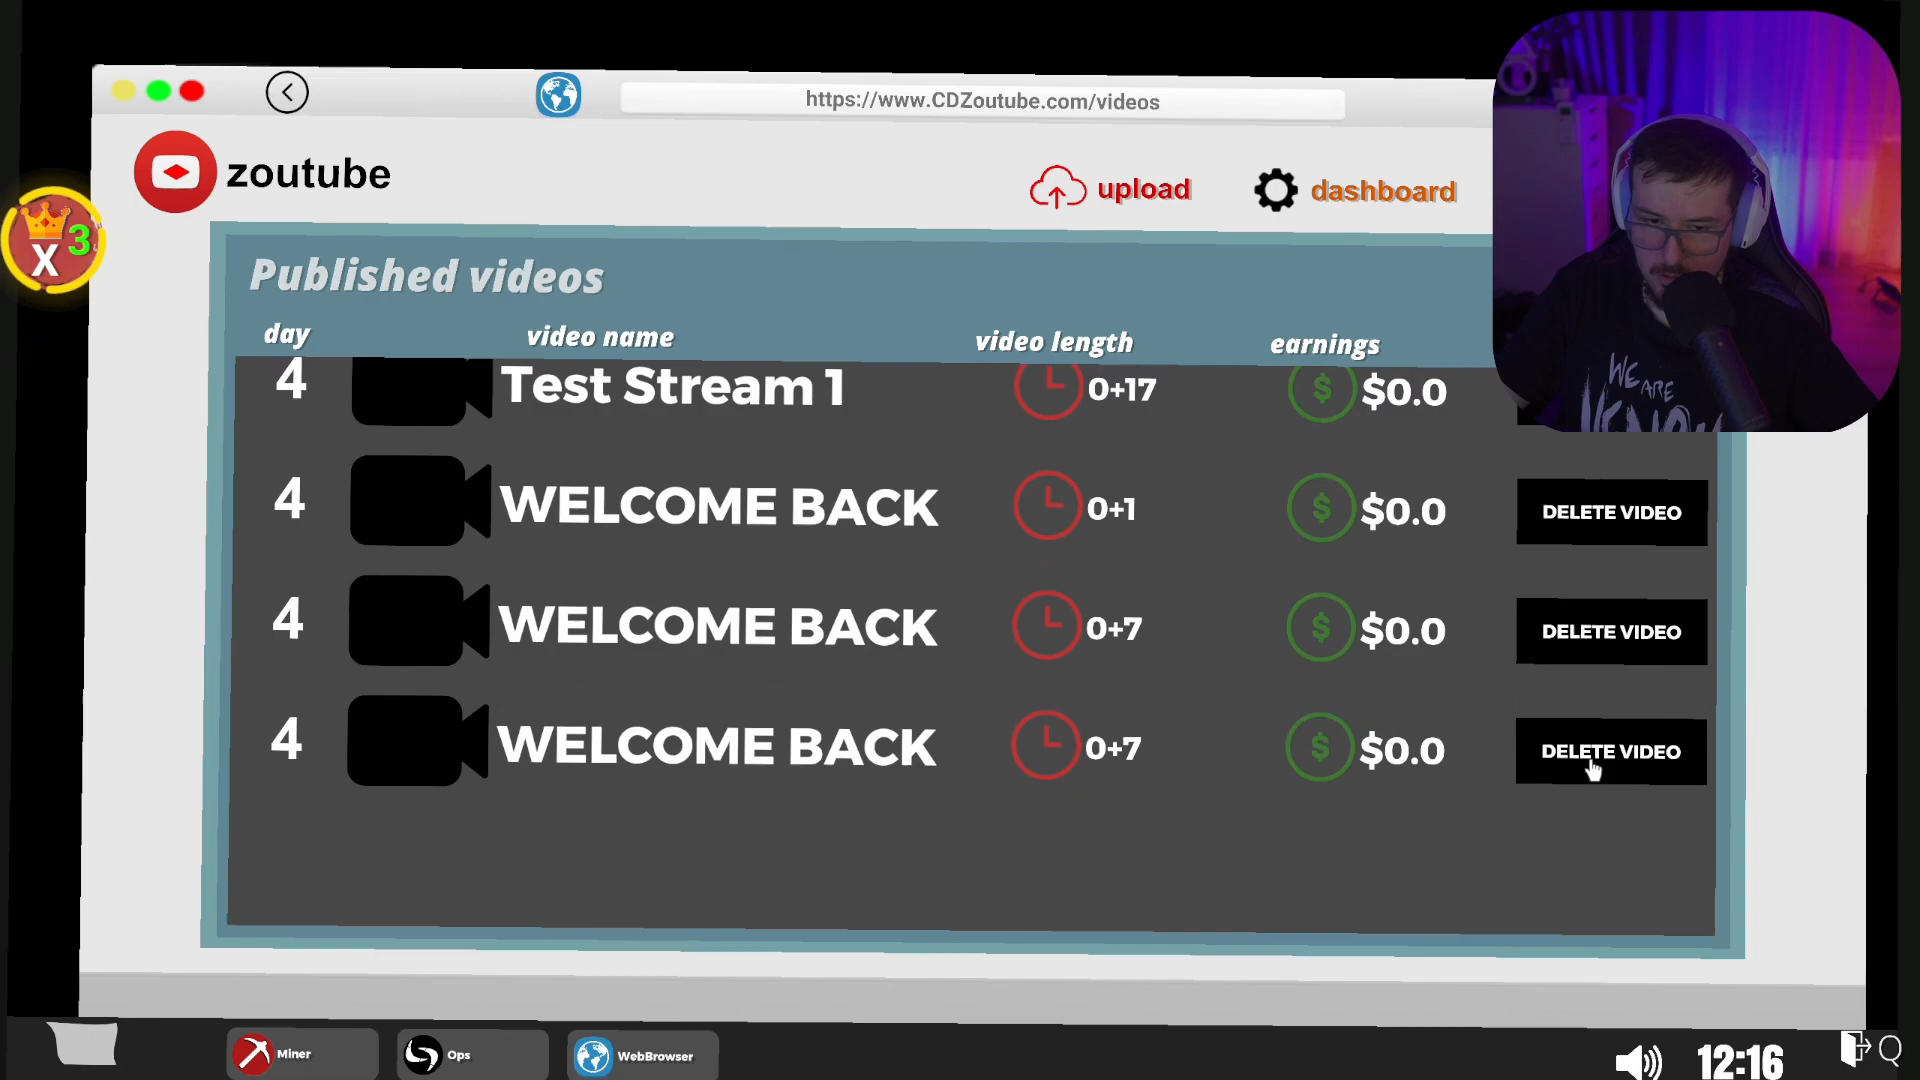 https://www.CDZoutube.com/videos
zoutube
upload
dashboard
X 3
Published videos
day video name video length earnings
4 Test Stream 1 0+17 $0.0
4 WELCOME BACK 0+1 $0.0 DELETE VIDEO
4 WELCOME BACK 0+7 $0.0 DELETE VIDEO
4 WELCOME BACK 0+7 $0.0 DELETE VIDEO
WE ARE
VENOM
Miner
Ops
WebBrowser
12:16
Q